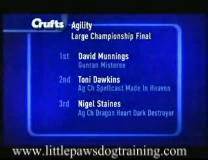 Crufts
Agility
Large Championship Final
1st David Munnings
Gunran Misteree
2nd Toni Dawkins
Ag Ch Spellcast Made In Heaven
3rd Nigel Staines
Ag Ch Dragon Heart Dark Destroyer
www.littlepawsdogtraining.com